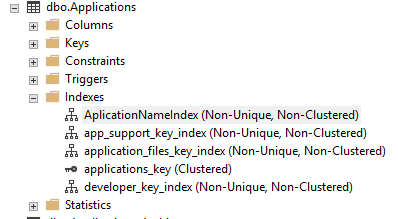 dbo.Applications
Columns
Keys
Constraints
Triggers
Indexes
AplicationNameIndex (Non-Unique, Non-Clustered)
app_support_key_index (Non-Unique, Non-Clustered)
application_files_key_index (Non-Unique, Non-Clustered)
applications_key (Clustered)
developer_key_index (Non-Unique, Non-Clustered)
Statistics